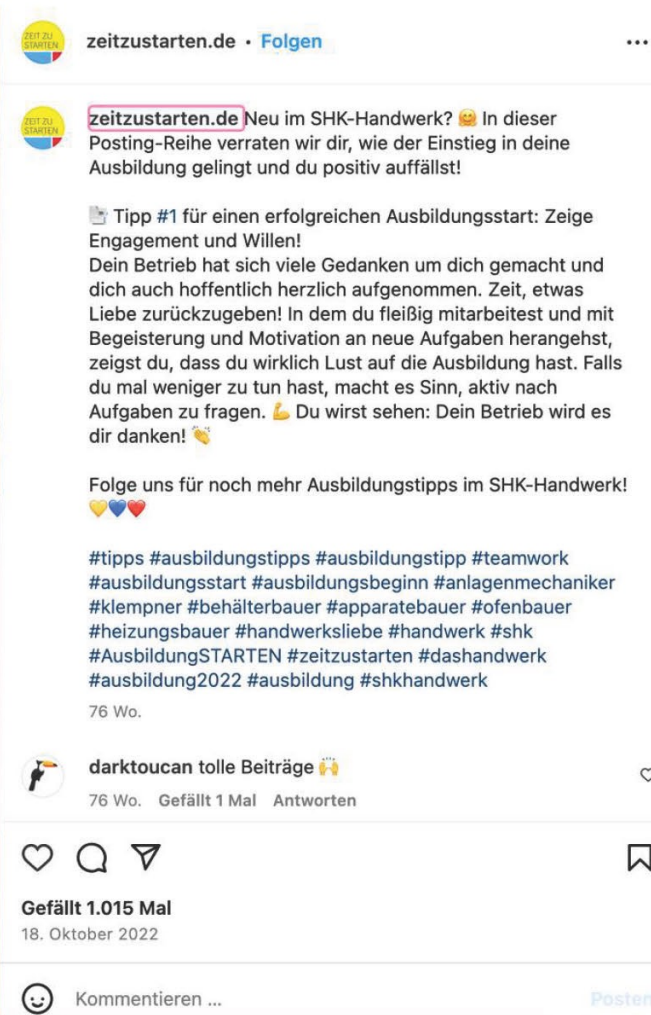 ZEIT ZU
STARTEN
zeitzustarten.de • Folgen
ZEIT ZU
STARTEN
zeitzustarten.de Neu im SHK-Handwerk? 🤗 In dieser
Posting-Reihe verraten wir dir, wie der Einstieg in deine
Ausbildung gelingt und du positiv auffällst!
📑 Tipp #1 für einen erfolgreichen Ausbildungsstart: Zeige
Engagement und Willen!
Dein Betrieb hat sich viele Gedanken um dich gemacht und
dich auch hoffentlich herzlich aufgenommen. Zeit, etwas
Liebe zurückzugeben! In dem du fleißig mitarbeitest und mit
Begeisterung und Motivation an neue Aufgaben herangehst,
zeigst du, dass du wirklich Lust auf die Ausbildung hast. Falls
du mal weniger zu tun hast, macht es Sinn, aktiv nach
Aufgaben zu fragen. 💪 Du wirst sehen: Dein Betrieb wird es
dir danken! 👏
Folge uns für noch mehr Ausbildungstipps im SHK-Handwerk!
💛💙❤️
#tipps #ausbildungstipps #ausbildungstipp #teamwork
#ausbildungsstart #ausbildungsbeginn #anlagenmechaniker
#klempner #behälterbauer #apparatebauer #ofenbauer
#heizungsbauer #handwerksliebe #handwerk #shk
#AusbildungSTARTEN #zeitzustarten #dashandwerk
#ausbildung2022 #ausbildung #shkhandwerk
76 Wo.
darktoucan tolle Beiträge 🙌
76 Wo. Gefällt 1 Mal Antworten
Gefällt 1.015 Mal
18. Oktober 2022
Kommentieren ...
Posten